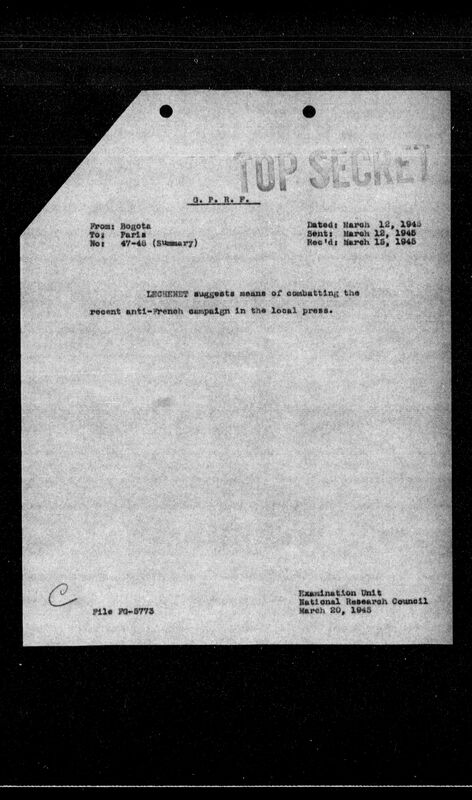 TOP SECRET
G. P. R. F.
From: Bogota
To: Paris
No: 47-48 (Summary)
Dated: March 12, 1945
Sent: March 12, 1945
Rec'd: March 15, 1945
LECHENET suggests means of combatting the
recent anti-French campaign in the local press.
C
File FG-5773
Examination Unit
National Research Council
March 20, 1945